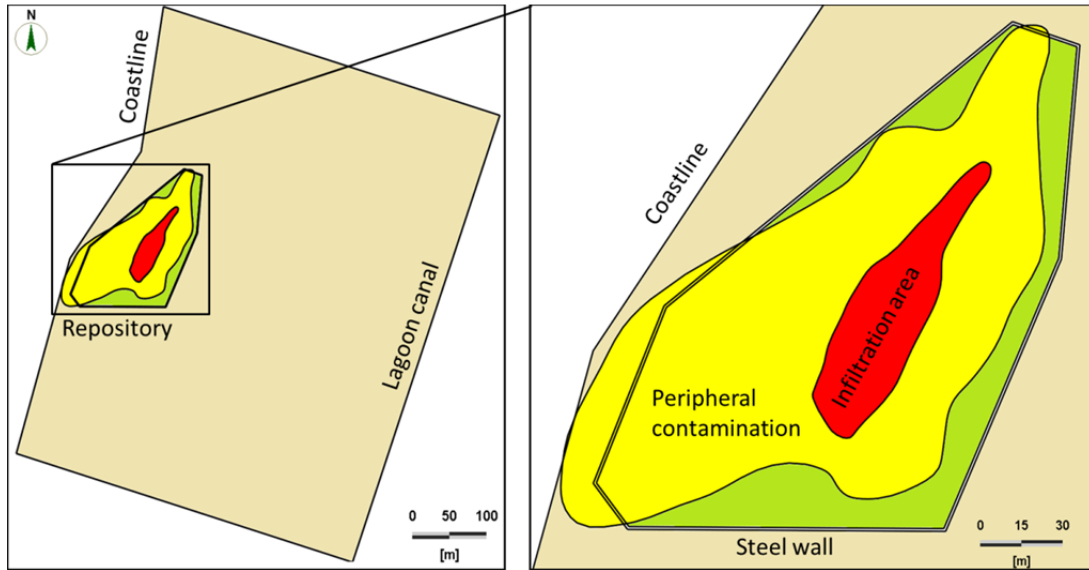 N
Coastline
Repository
Lagoon canal
0 50 100
[m]
Coastline
Infiltration area
Peripheral
contamination
Steel wall
0 15 30
[m]